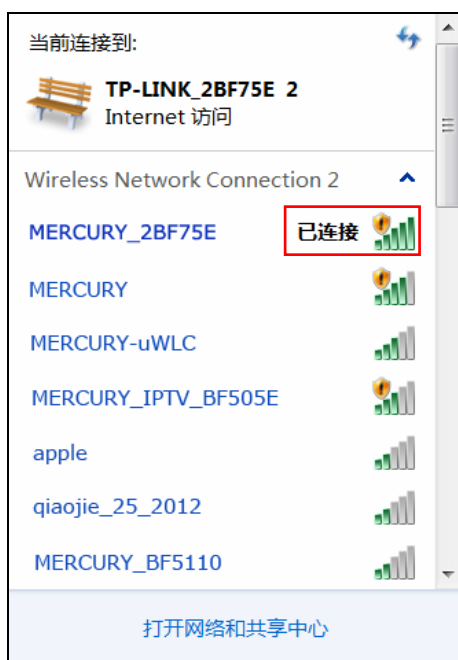 当前连接到:
TP-LINK_2BF75E 2
Internet 访问
Wireless Network Connection 2
MERCURY_2BF75E 已连接
MERCURY
MERCURY-uWLC
MERCURY_IPTV_BF505E
apple
qiaojie_25_2012
MERCURY_BF5110
打开网络和共享中心